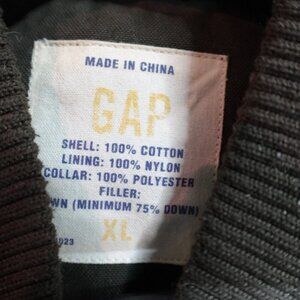 MADE IN CHINA
GAP
SHELL: 100% COTTON
LINING: 100% NYLON
COLLAR: 100% POLYESTER
FILLER:
(MINIMUM 75% DOWN)
XL